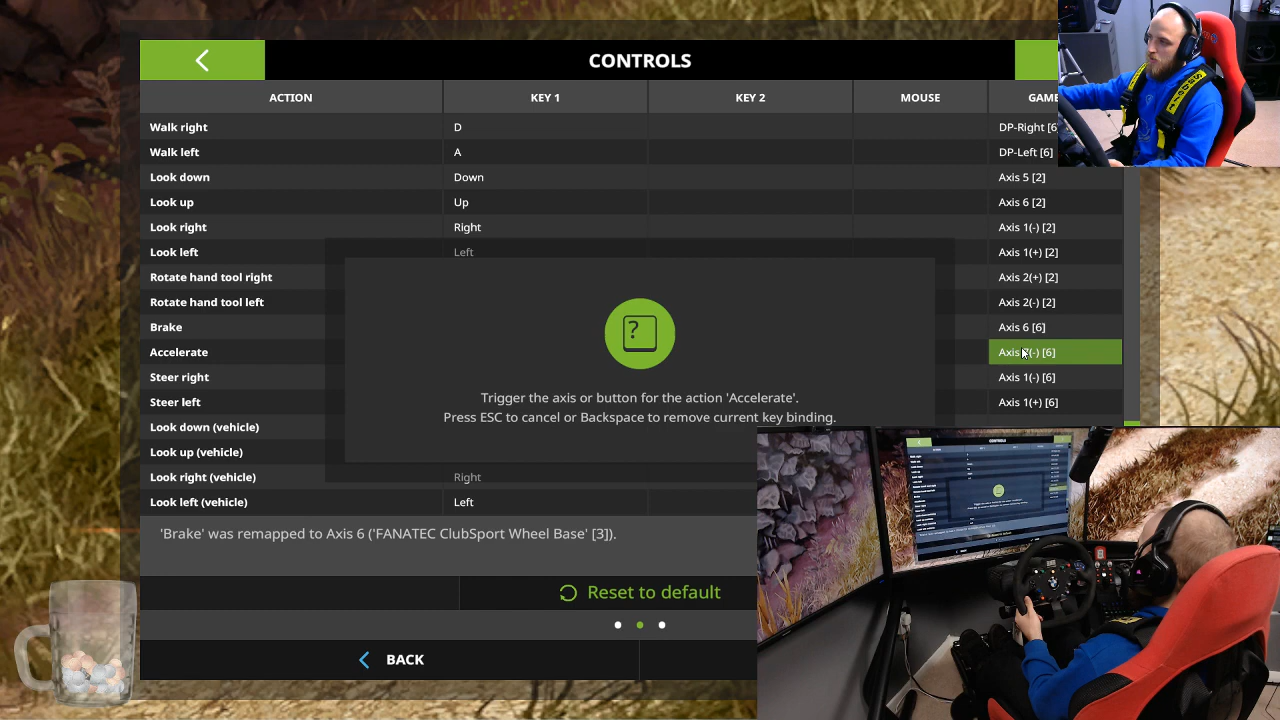 CONTROLS
ACTION KEY 1 KEY 2 MOUSE GAME
Walk right D DP-Right [6
Walk left A DP-Left [6]
Look down Down Axis 5 [2]
Look up Up Axis 6 [2]
Look right Right Axis 1(-) [2]
Look left Left Axis 1(+) [2]
Rotate hand tool right Axis 2(+) [2]
Rotate hand tool left Axis 2(-) [2]
Brake Axis 6 [6]
Accelerate Axis (-) [6]
Steer right Axis 1(-) [6]
Steer left Axis 1(+) [6]
?
Trigger the axis or button for the action 'Accelerate'.
Press ESC to cancel or Backspace to remove current key binding.
Look down (vehicle)
Look up (vehicle)
Look right (vehicle) Right
Look left (vehicle) Left
'Brake' was remapped to Axis 6 ('FANATEC ClubSport Wheel Base' [3]).
Reset to default
BACK
CONTROLS